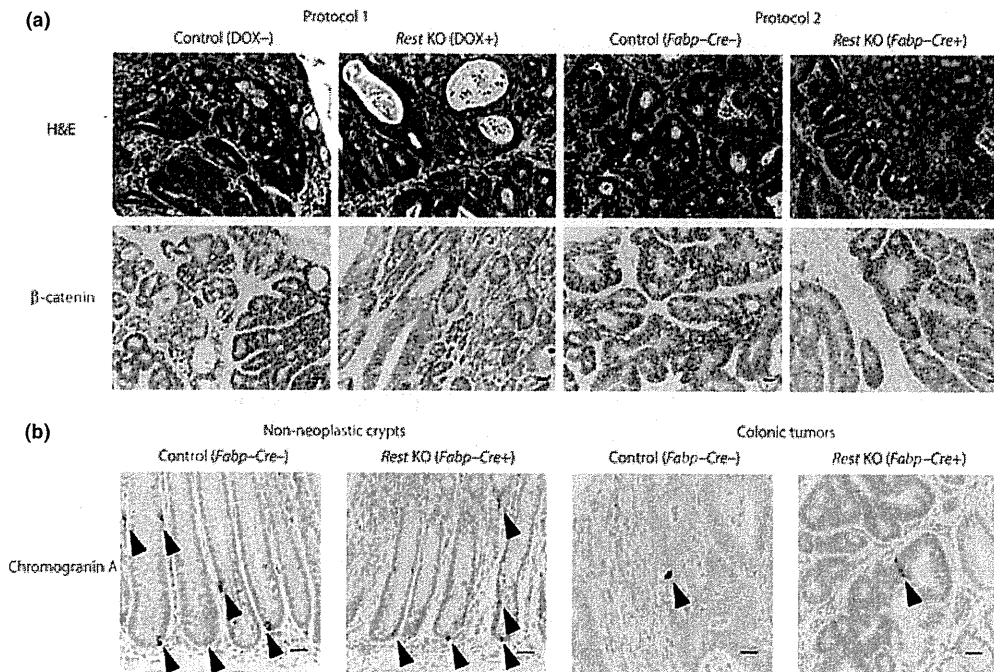 (a)
Protocol 1
Protocol 2
Control (DOX–)
Rest KO (DOX+)
Control (Fabp–Cre–)
Rest KO (Fabp–Cre+)
H&E
β-catenin
(b)
Non-neoplastic crypts
Colonic tumors
Control (Fabp–Cre–)
Rest KO (Fabp–Cre+)
Control (Fabp–Cre–)
Rest KO (Fabp–Cre+)
Chromogranin A